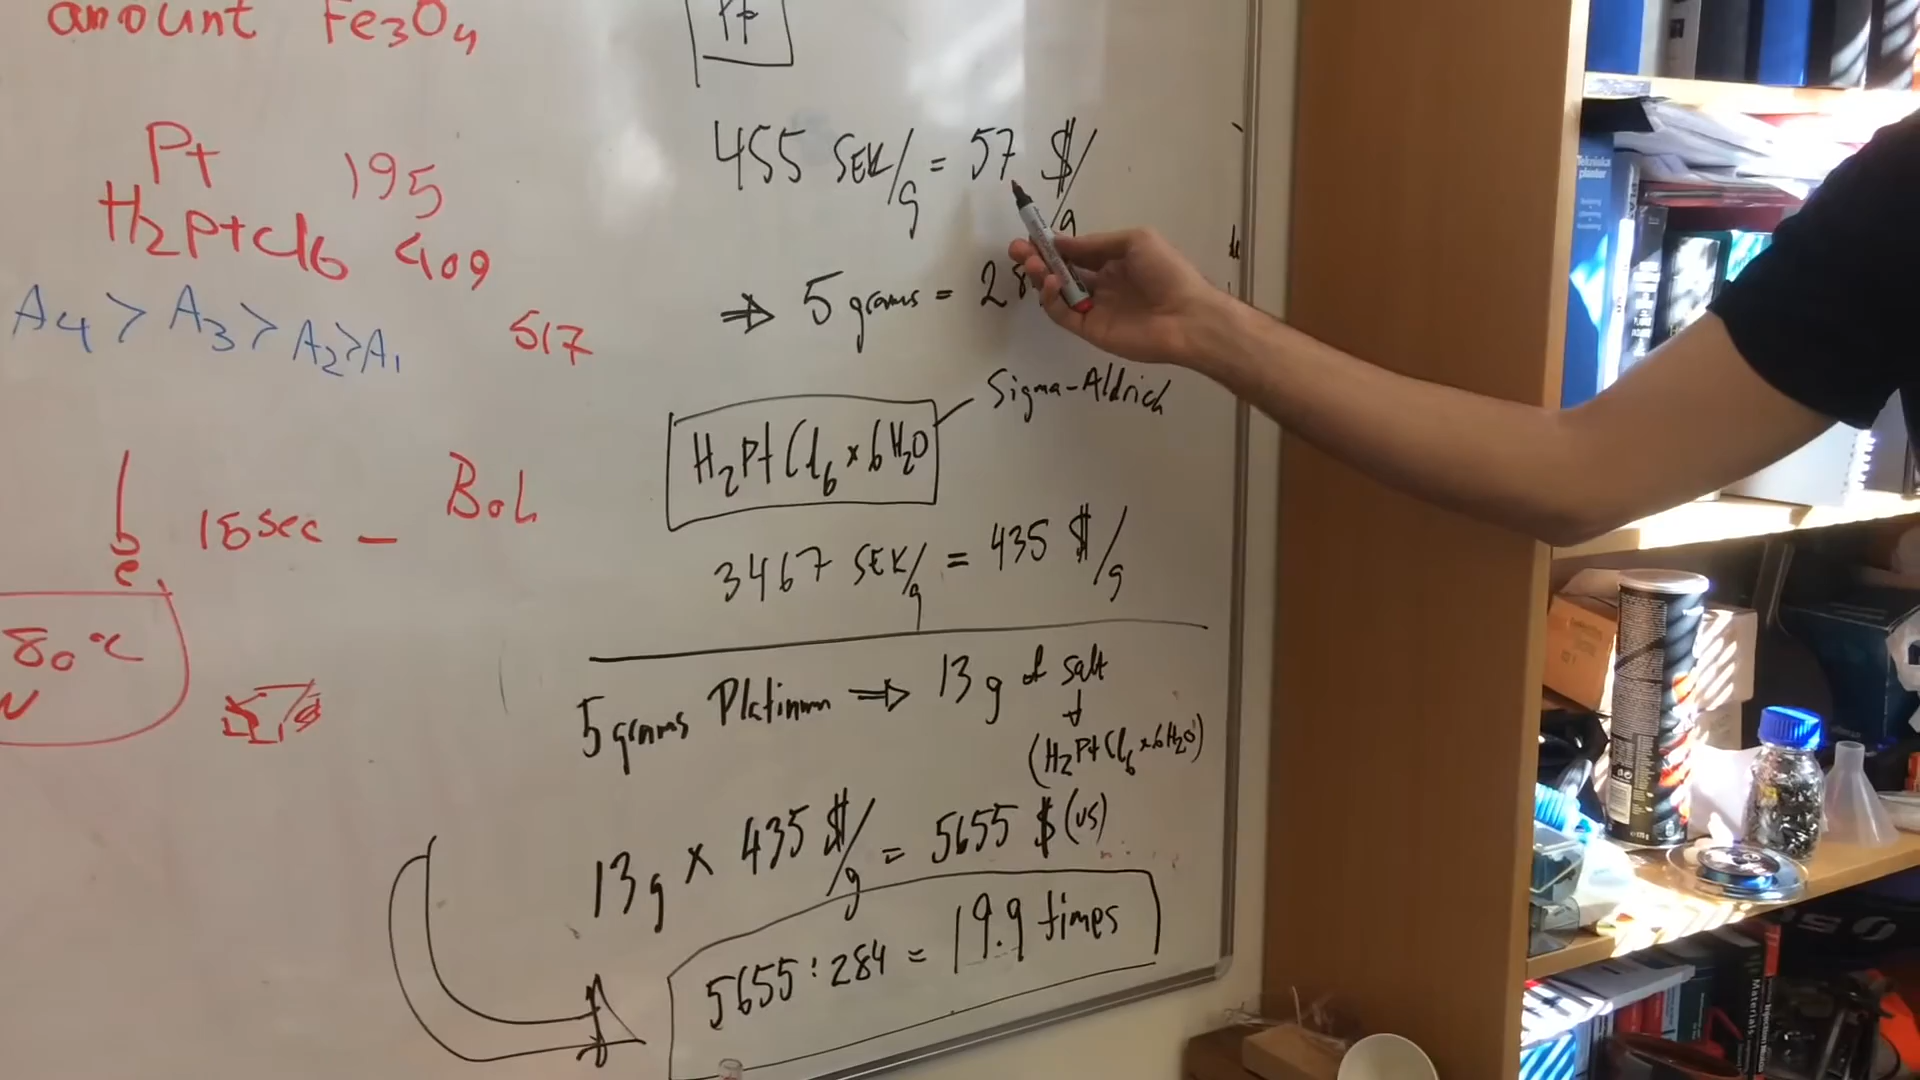 amount Fe3O4
Pt 195
H2PtCl6 409
A4 > A3 > A2 > A1
517
15sec - Bol
80°C
Pt
455 SEK/g = 57 $/g
⇒ 5 grams = 28
H2PtCl6 × 6H2O
Sigma-Aldrich
3467 SEK/g = 435 $/g
5 grams Platinum ⇒ 13 g of salt
(H2PtCl6 × 6H2O)
13g × 435 $/g = 5655 $ (US)
5655 : 284 = 19.9 times
Tekniska